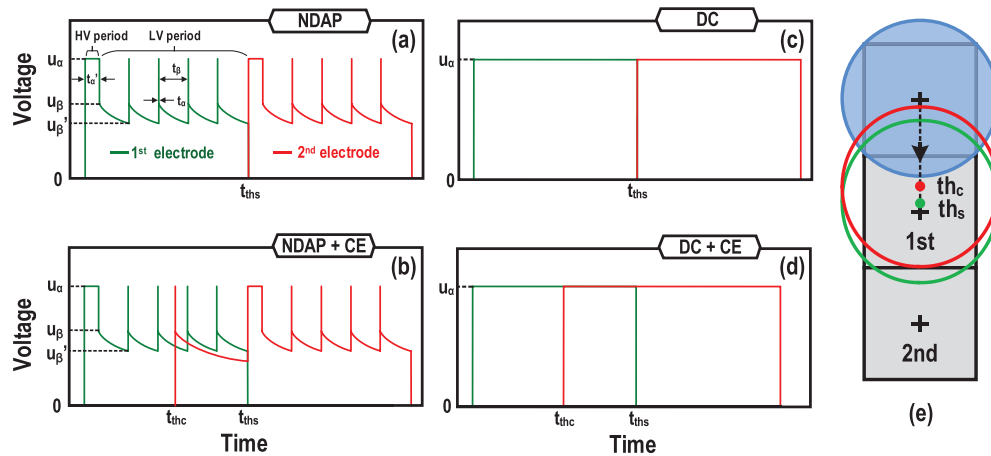 NDAP
(a)
HV period
LV period
Voltage
uα
tα'
tβ
tα
uβ
uβ'
1st electrode
2nd electrode
0
tths
DC
(c)
uα
0
tths
NDAP + CE
(b)
Voltage
uα
uβ
uβ'
0
tthc
tths
Time
DC + CE
(d)
uα
0
tthc
tths
Time
thc
ths
1st
2nd
(e)